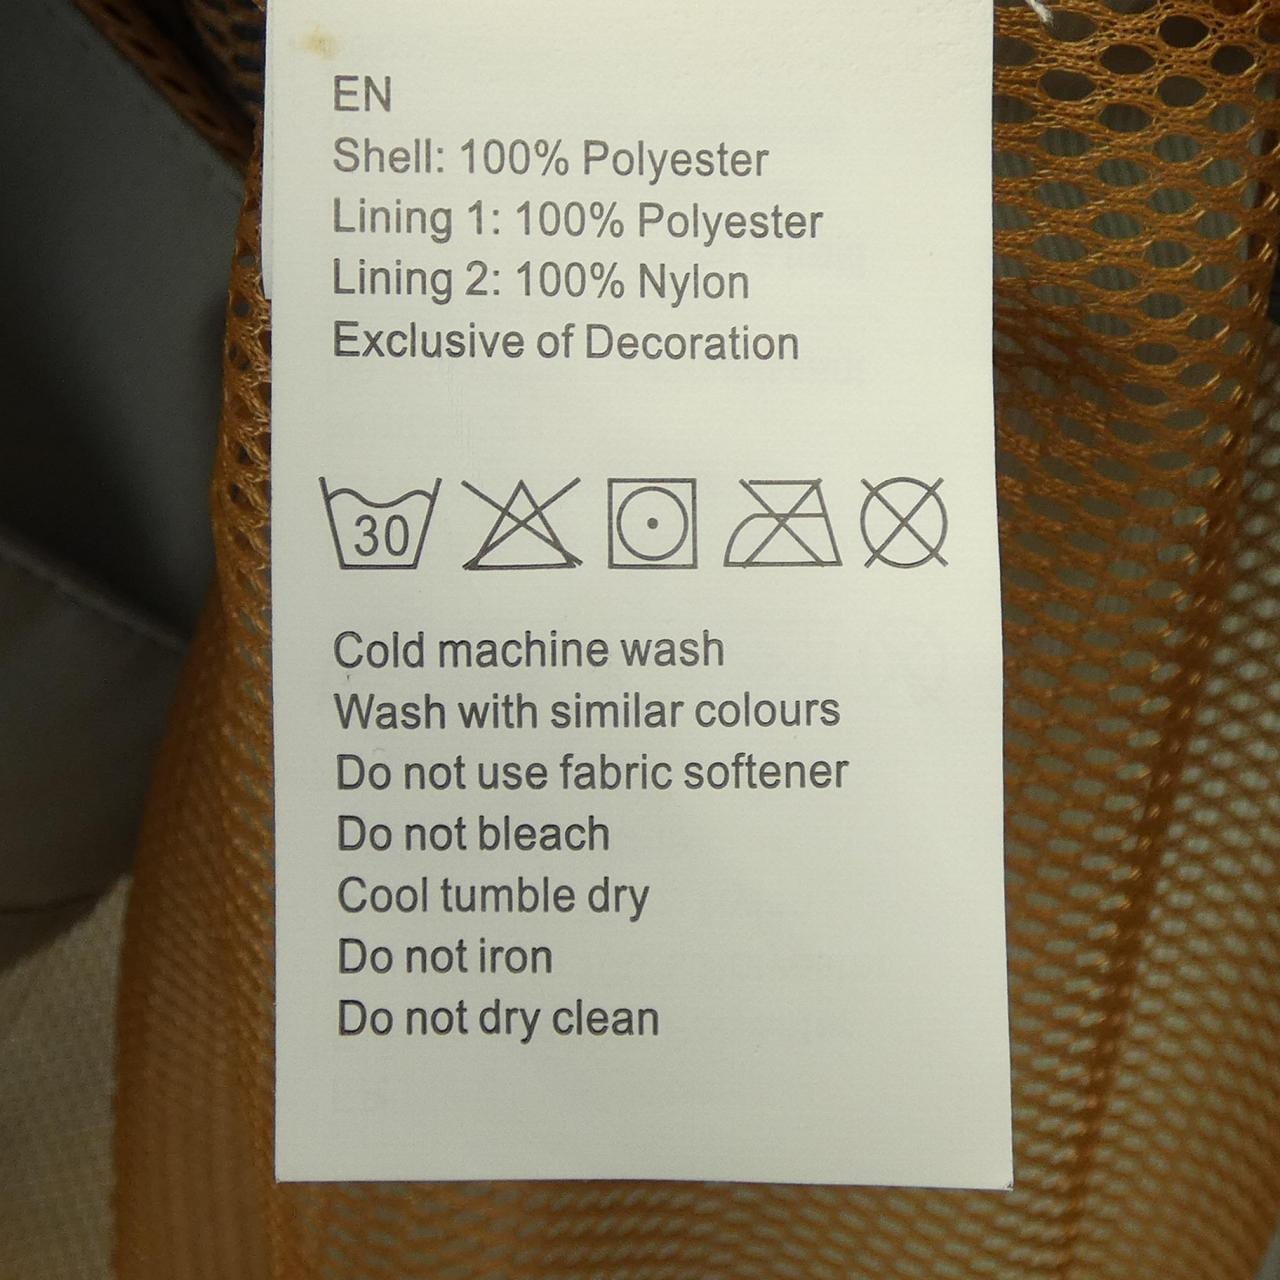 EN
Shell: 100% Polyester
Lining 1: 100% Polyester
Lining 2: 100% Nylon
Exclusive of Decoration
30
Cold machine wash
Wash with similar colours
Do not use fabric softener
Do not bleach
Cool tumble dry
Do not iron
Do not dry clean